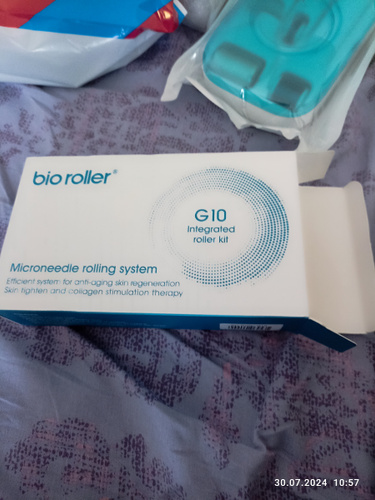 bio roller®
G10
Integrated
roller kit
Microneedle rolling system
Efficient system for anti-aging skin regeneration
Skin tighten and collagen stimulation therapy
30.07.2024 10:57